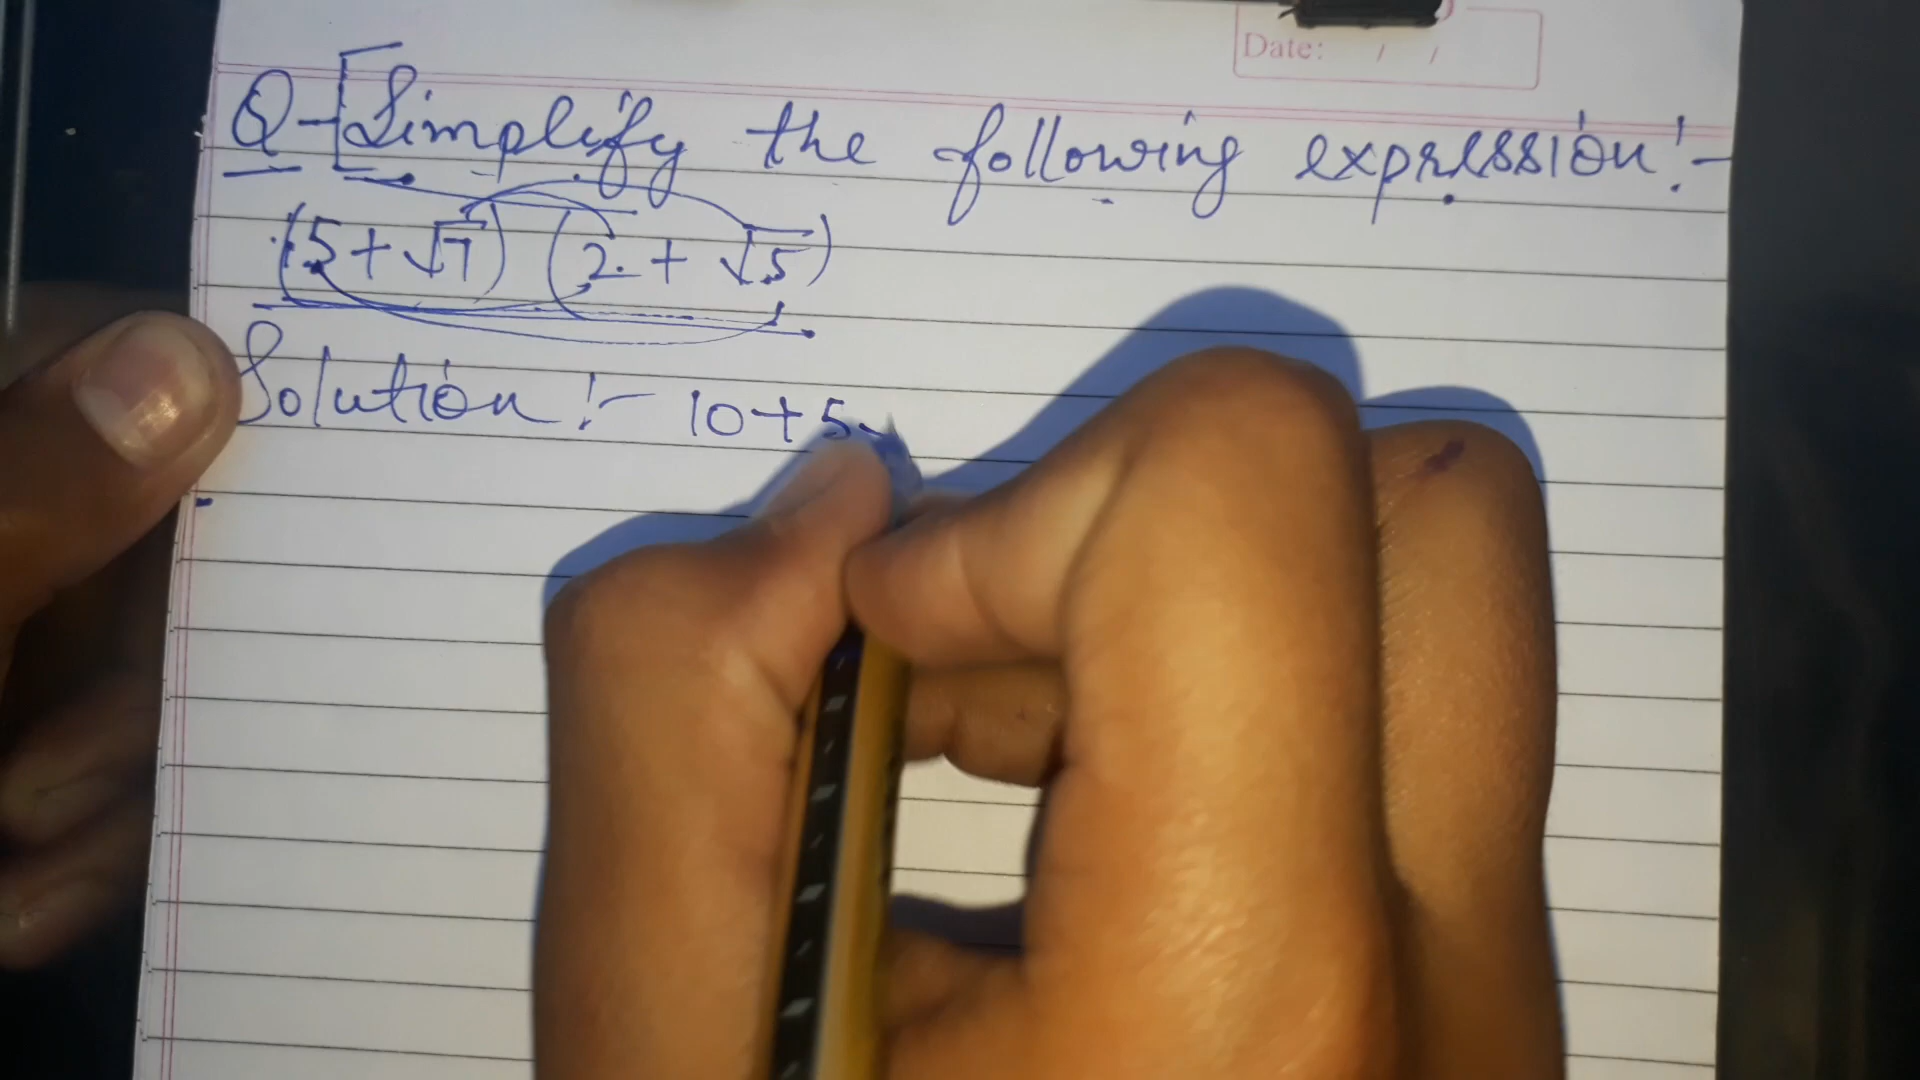 Date: / /
Q- Simplify the following expression:-
(5+√7) (2+√5)
Solution:- 10+5